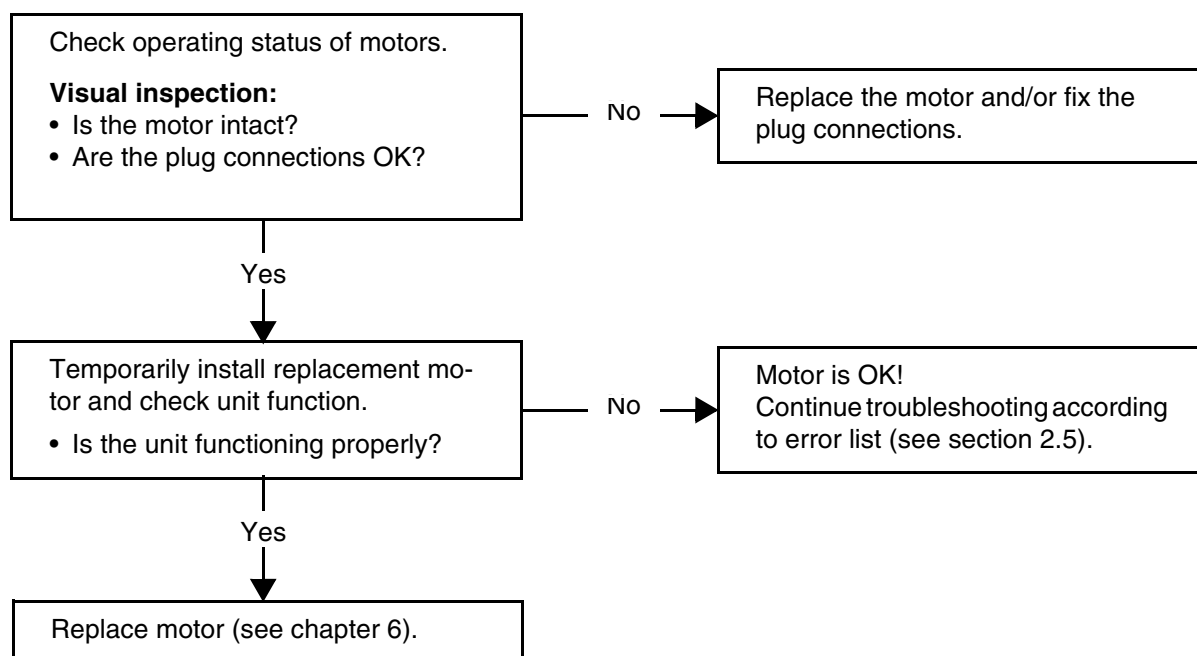 Check operating status of motors.
Visual inspection:
• Is the motor intact?
• Are the plug connections OK?
No
Replace the motor and/or fix the
plug connections.
Yes
Temporarily install replacement mo-
tor and check unit function.
• Is the unit functioning properly?
No
Motor is OK!
Continue troubleshooting according
to error list (see section 2.5).
Yes
Replace motor (see chapter 6).